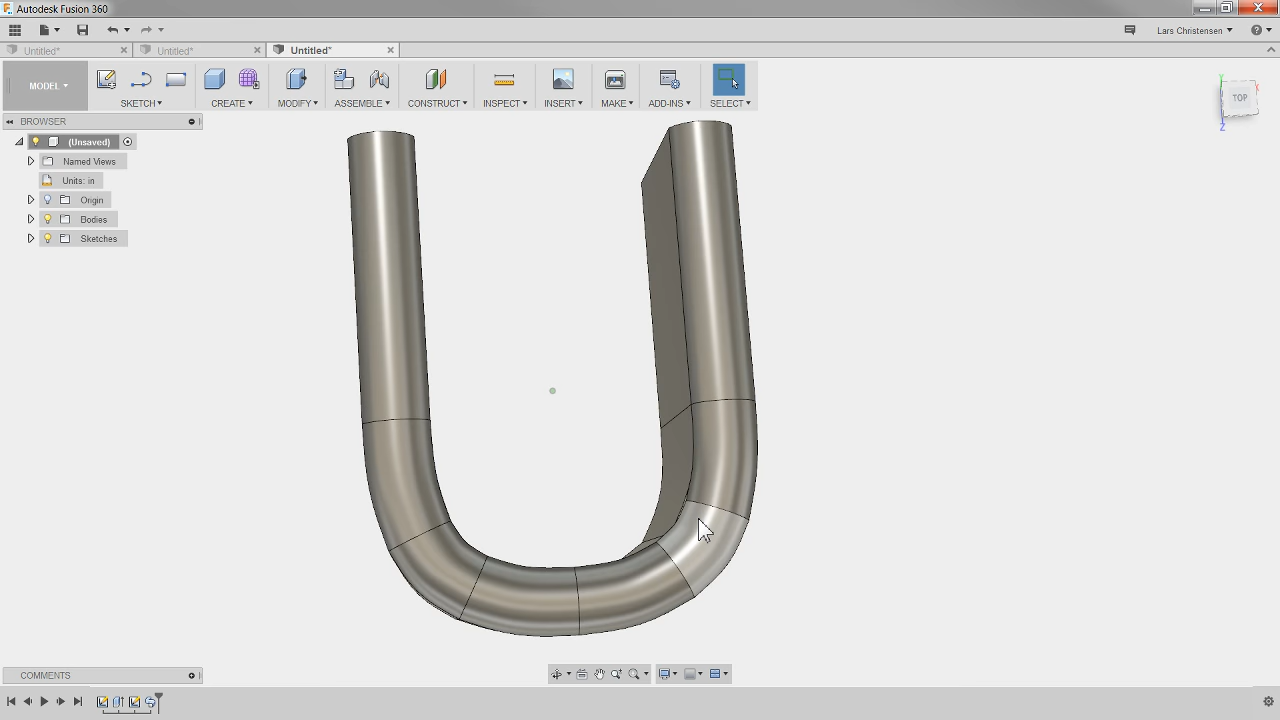 Autodesk Fusion 360
Lars Christensen
Untitled*
Untitled*
Untitled*
MODEL
SKETCH
CREATE
MODIFY
ASSEMBLE
CONSTRUCT
INSPECT
INSERT
MAKE
ADD-INS
SELECT
BROWSER
(Unsaved)
Named Views
Units: in
Origin
Bodies
Sketches
Y
X
TOP
Z
COMMENTS